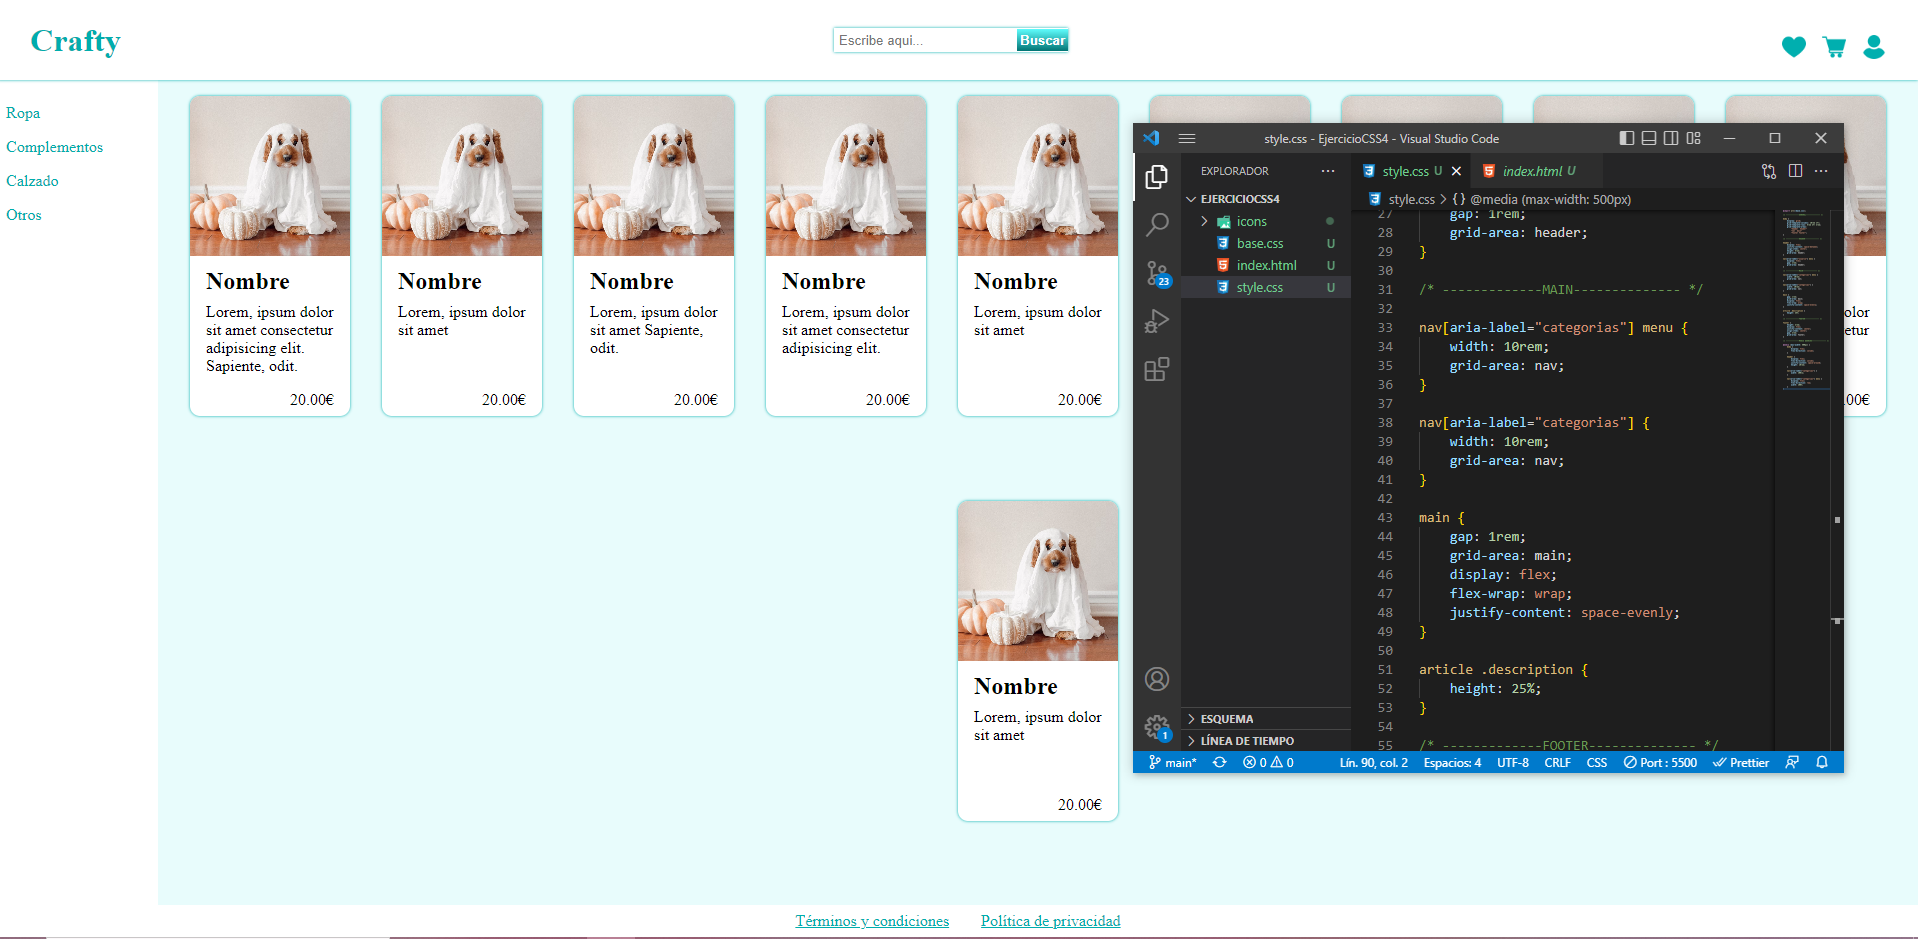 Crafty
Escribe aqui...
Buscar
Ropa
Complementos
Calzado
Otros
Nombre
Lorem, ipsum dolor
sit amet consectetur
adipisicing elit.
Sapiente, odit.
20.00€
Nombre
Lorem, ipsum dolor
sit amet
20.00€
Nombre
Lorem, ipsum dolor
sit amet Sapiente,
odit.
20.00€
Nombre
Lorem, ipsum dolor
sit amet consectetur
adipisicing elit.
20.00€
Nombre
Lorem, ipsum dolor
sit amet
20.00€
Nombre
Lorem, ipsum dolor
sit amet
20.00€
style.css - EjercicioCSS4 - Visual Studio Code
EXPLORADOR
EJERCICIOCSS4
icons
base.css U
index.html U
style.css U
ESQUEMA
LÍNEA DE TIEMPO
23
1
style.css U
index.html U
style.css > {} @media (max-width: 500px)
27 gap: 1rem;
28 grid-area: header;
29 }
30
31 /* -------------MAIN-------------- */
32
33 nav[aria-label="categorias"] menu {
34 width: 10rem;
35 grid-area: nav;
36 }
37
38 nav[aria-label="categorias"] {
39 width: 10rem;
40 grid-area: nav;
41 }
42
43 main {
44 gap: 1rem;
45 grid-area: main;
46 display: flex;
47 flex-wrap: wrap;
48 justify-content: space-evenly;
49 }
50
51 article .description {
52 height: 25%;
53 }
54
55 /* -------------FOOTER-------------- */
main* 0 0 Lín. 90, col. 2 Espacios: 4 UTF-8 CRLF CSS Port : 5500 Prettier
olor
etur
.00€
Términos y condiciones
Política de privacidad